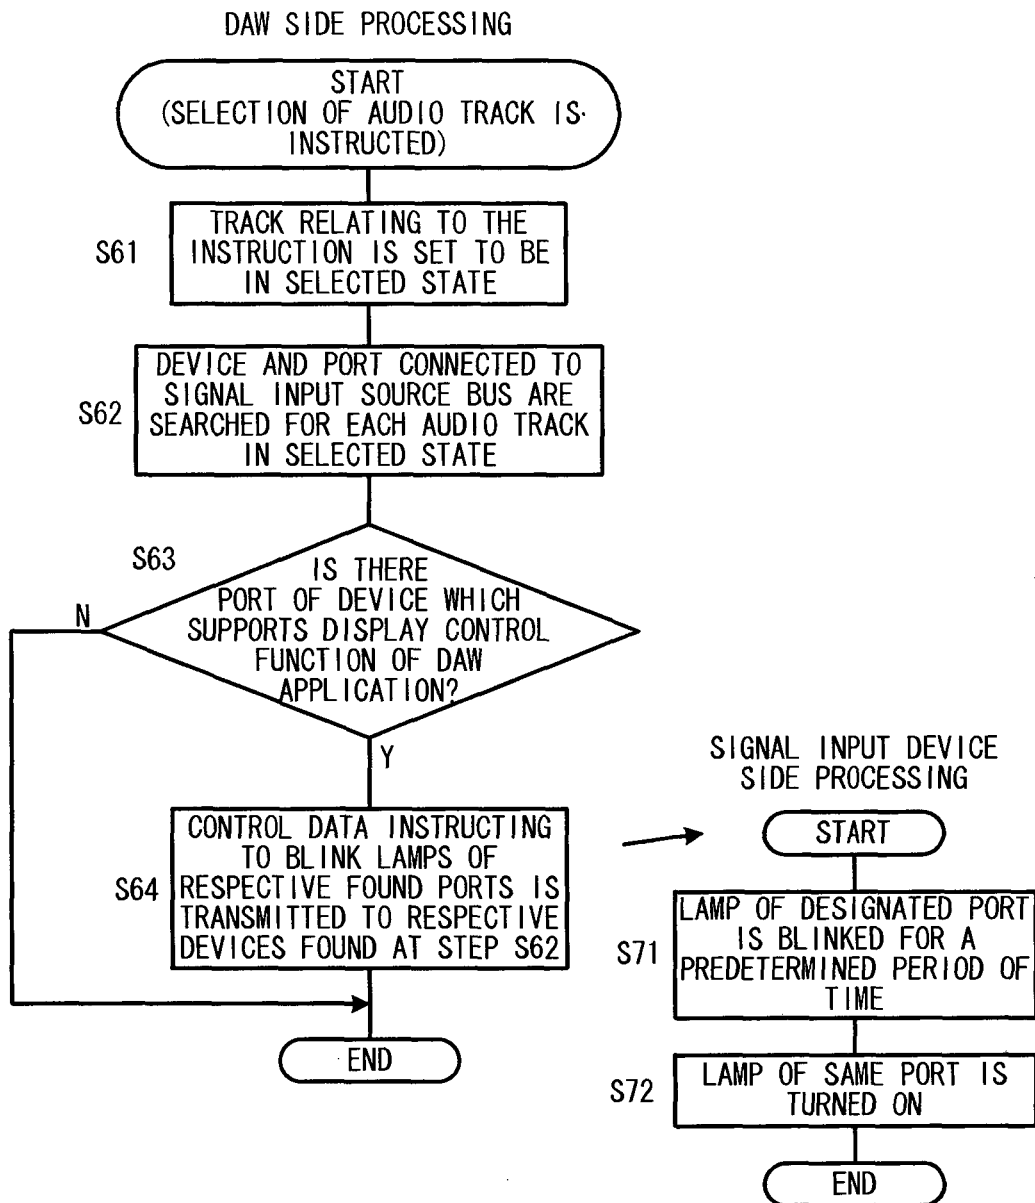 DAW SIDE PROCESSING
START
(SELECTION OF AUDIO TRACK IS
INSTRUCTED)
S61
TRACK RELATING TO THE
INSTRUCTION IS SET TO BE
IN SELECTED STATE
S62
DEVICE AND PORT CONNECTED TO
SIGNAL INPUT SOURCE BUS ARE
SEARCHED FOR EACH AUDIO TRACK
IN SELECTED STATE
S63
IS THERE
PORT OF DEVICE WHICH
SUPPORTS DISPLAY CONTROL
FUNCTION OF DAW
APPLICATION?
N
Y
S64
CONTROL DATA INSTRUCTING
TO BLINK LAMPS OF
RESPECTIVE FOUND PORTS IS
TRANSMITTED TO RESPECTIVE
DEVICES FOUND AT STEP S62
END
SIGNAL INPUT DEVICE
SIDE PROCESSING
START
S71
LAMP OF DESIGNATED PORT
IS BLINKED FOR A
PREDETERMINED PERIOD OF
TIME
S72
LAMP OF SAME PORT IS
TURNED ON
END